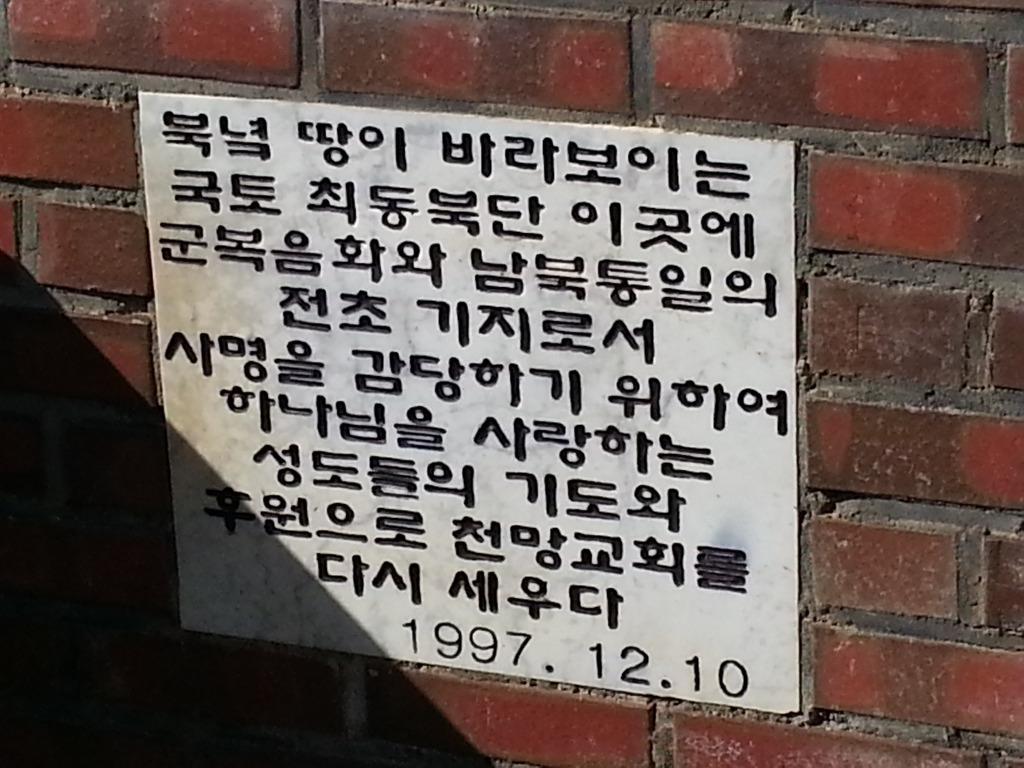 북녘 땅이 바라보이는
국토 최동북단 이곳에
군복음화와 남북통일의
전초 기지로서
사명을 감당하기 위하여
하나님을 사랑하는
성도들의 기도와
후원으로 천망교회를
다시 세우다
1997. 12.10